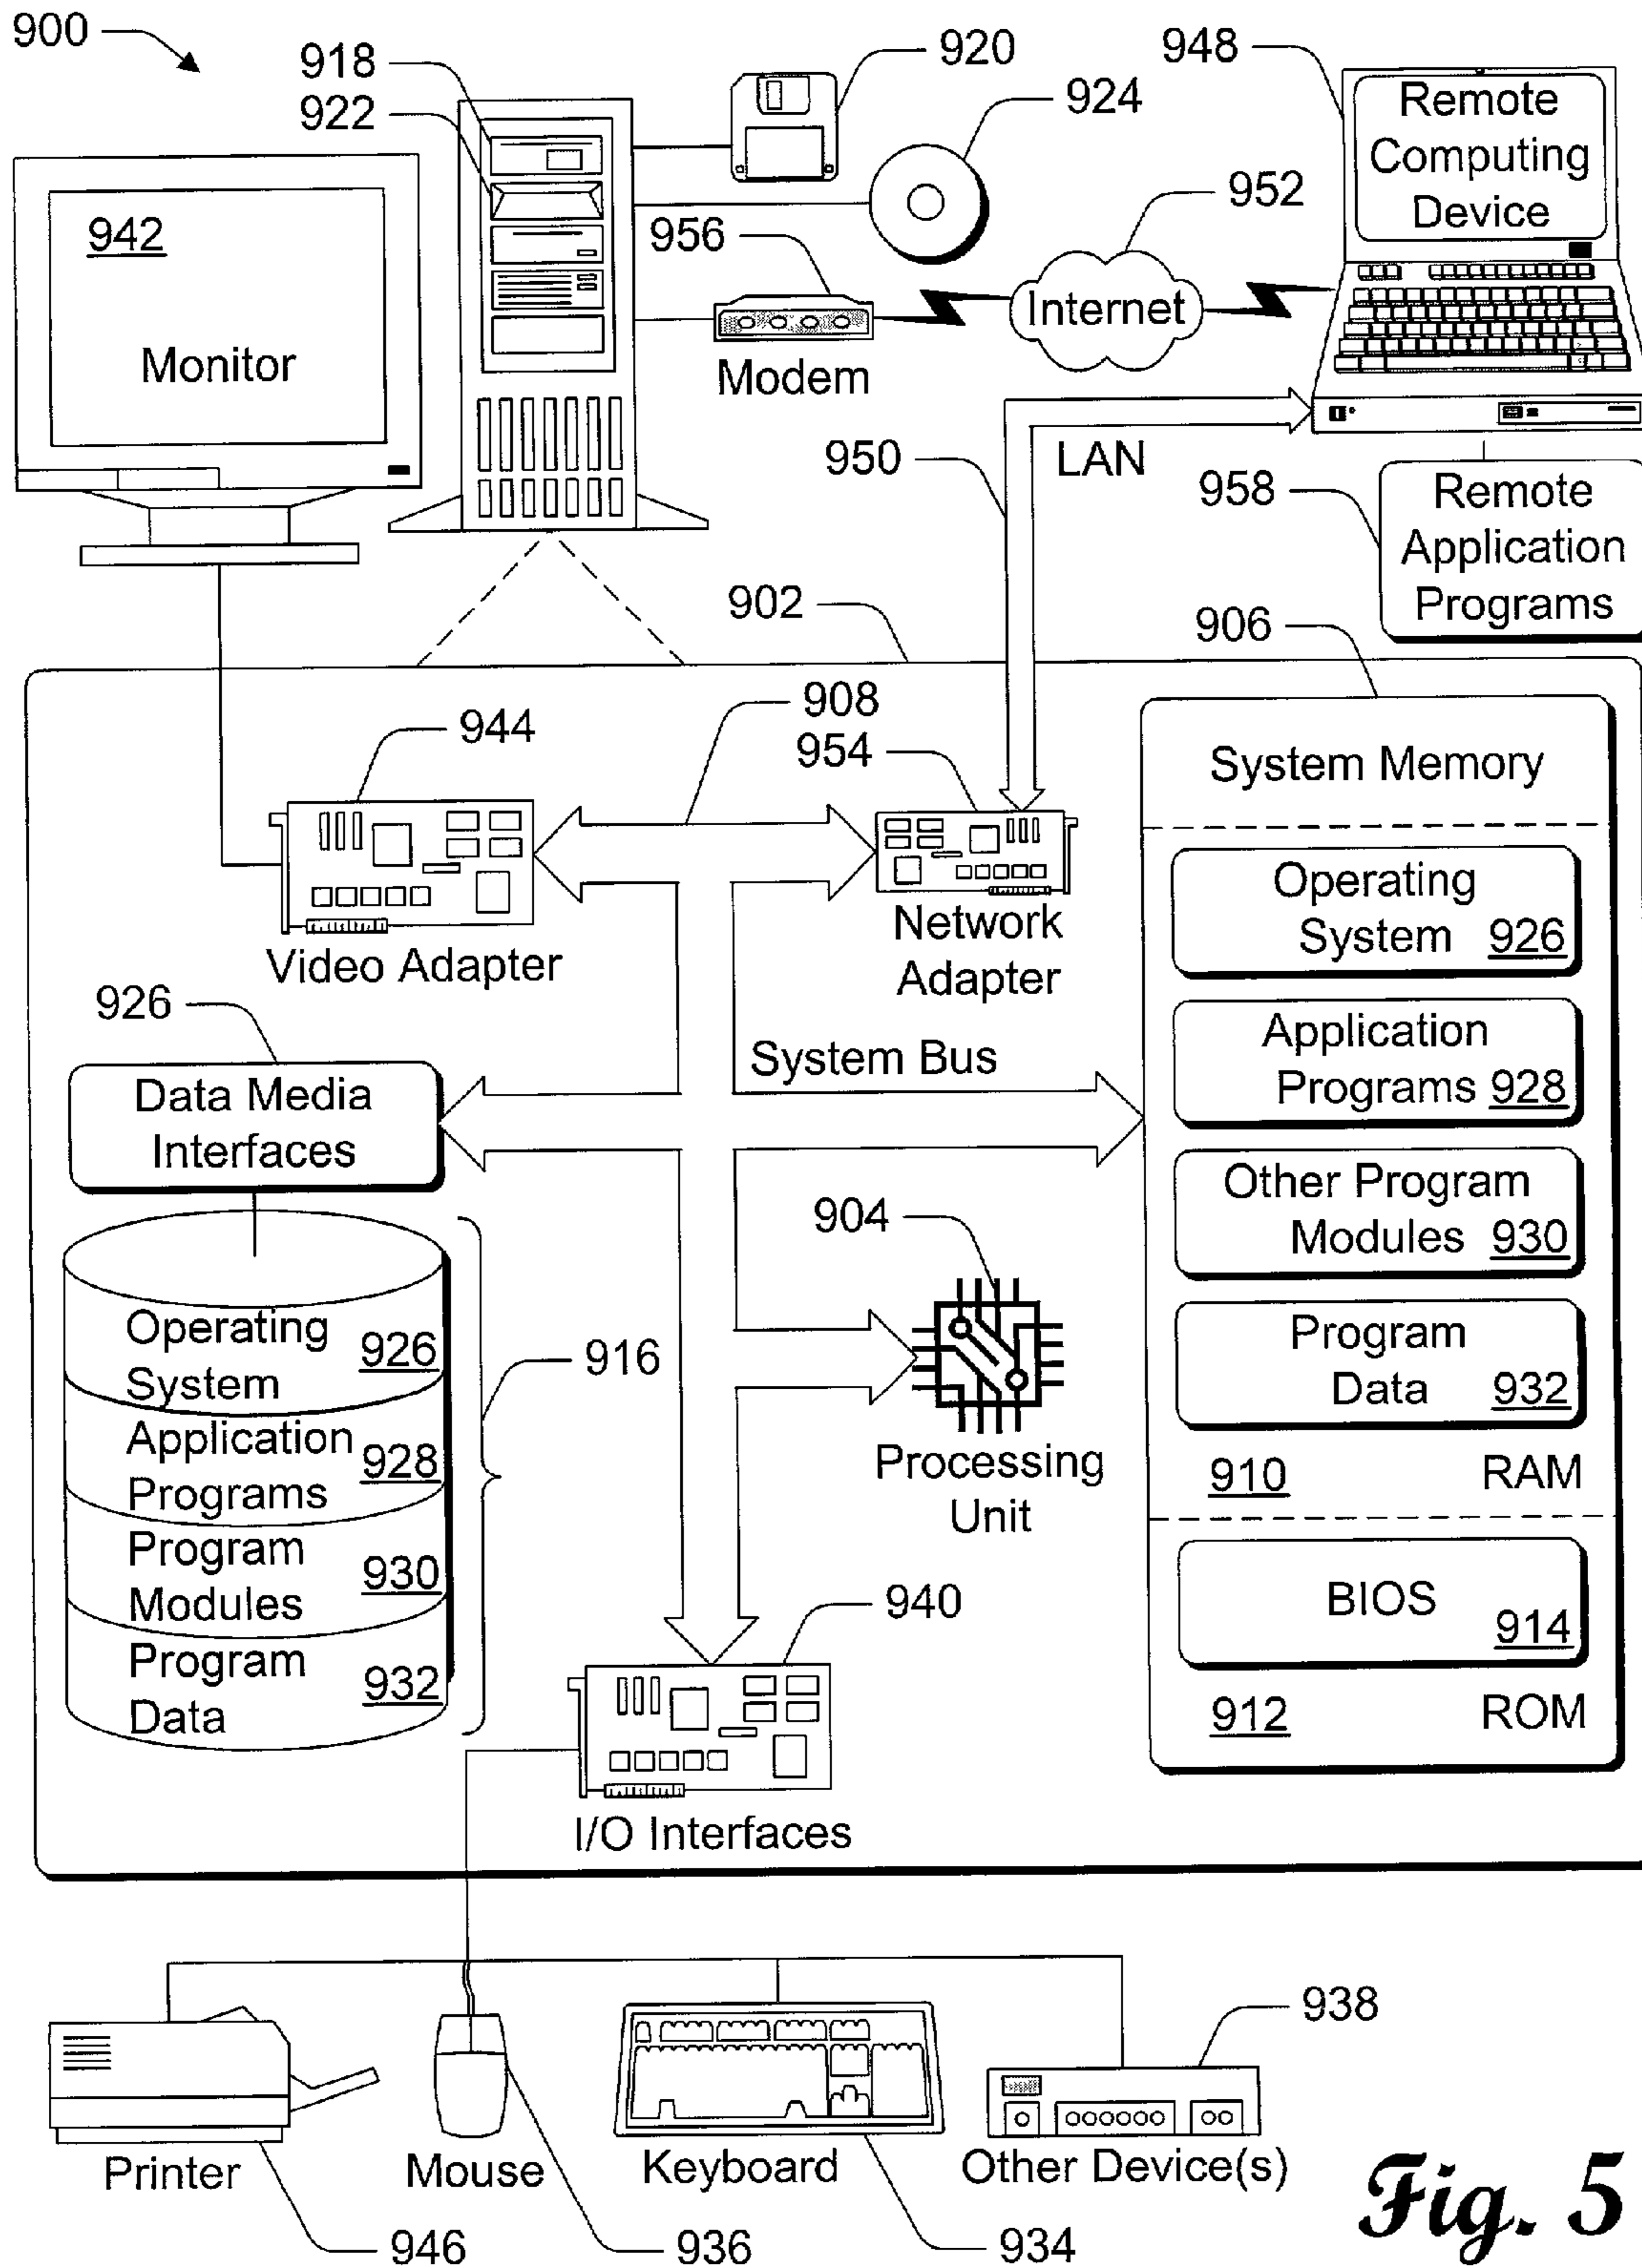 900
918
922
920
924
948
Remote
Computing
Device
952
942
Monitor
956
Modem
Internet
950
LAN
958
Remote
Application
Programs
902
906
944
908
954
System Memory
Video Adapter
Network
Adapter
Operating
System 926
Application
Programs 928
Other Program
Modules 930
Program
Data 932
910 RAM
BIOS
914
912 ROM
926
Data Media
Interfaces
System Bus
904
Processing
Unit
Operating
System 926
Application
Programs 928
Program
Modules 930
Program
Data 932
916
940
I/O Interfaces
938
Printer
Mouse
Keyboard
Other Device(s)
946
936
934
Fig. 5